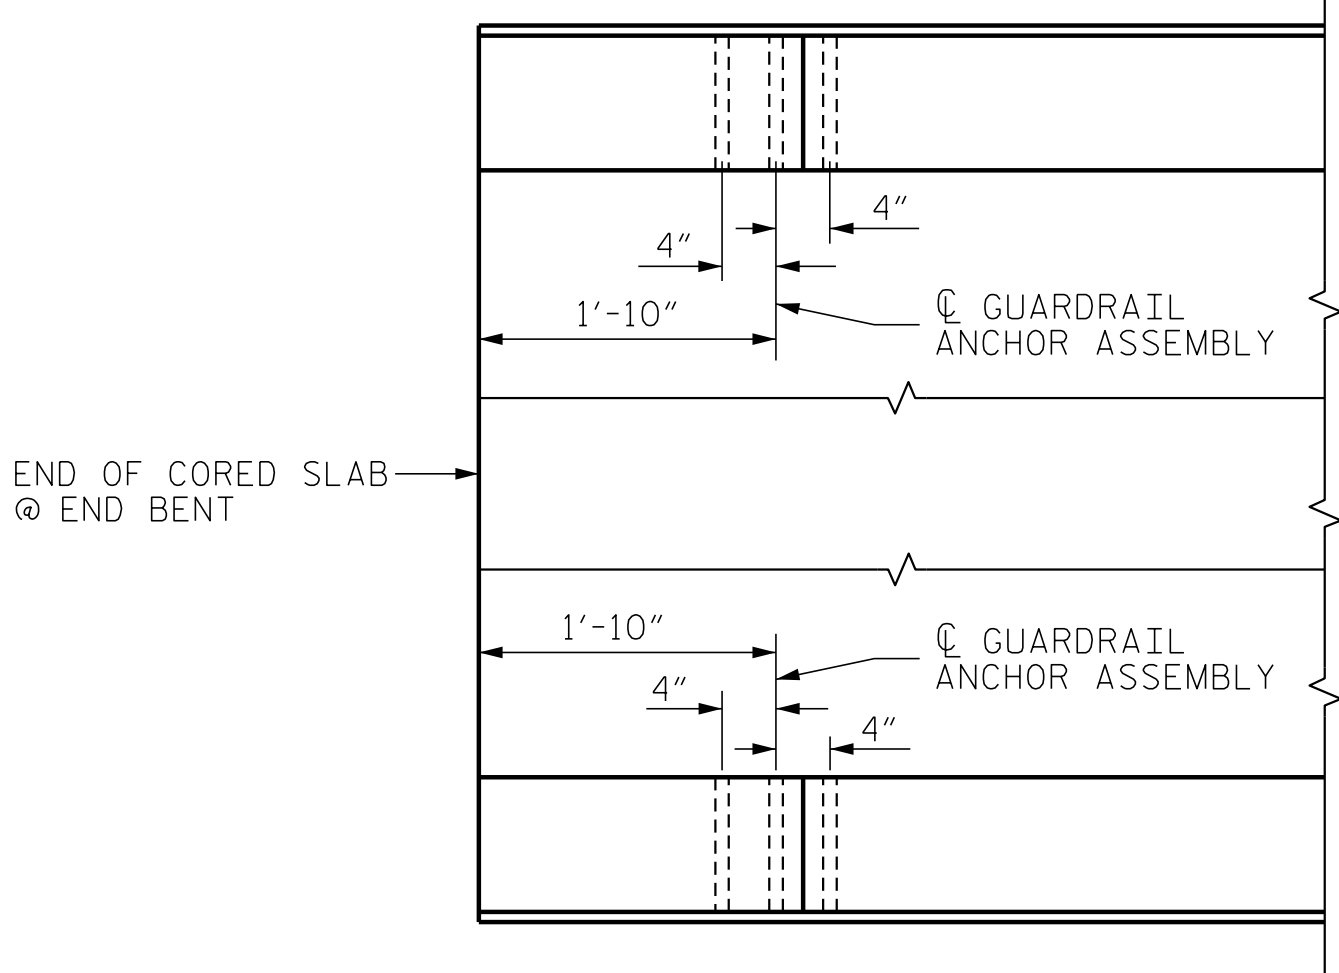 4"
4"
1'-10"
℄ GUARDRAIL
ANCHOR ASSEMBLY
END OF CORED SLAB
@ END BENT
1'-10"
℄ GUARDRAIL
ANCHOR ASSEMBLY
4"
4"